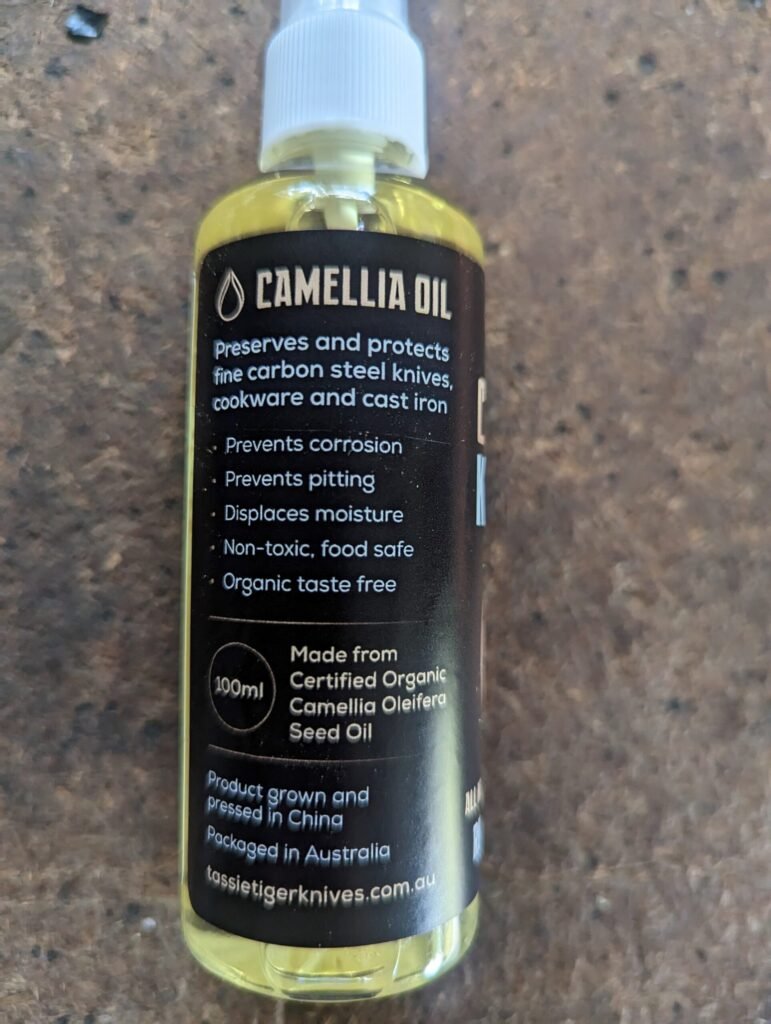 CAMELLIA OIL
Preserves and protects
fine carbon steel knives,
cookware and cast iron
· Prevents corrosion
· Prevents pitting
· Displaces moisture
· Non-toxic, food safe
· Organic taste free
100ml
Made from
Certified Organic
Camellia Oleifera
Seed Oil
Product grown and
pressed in China
Packaged in Australia
tassietigerknives.com.au